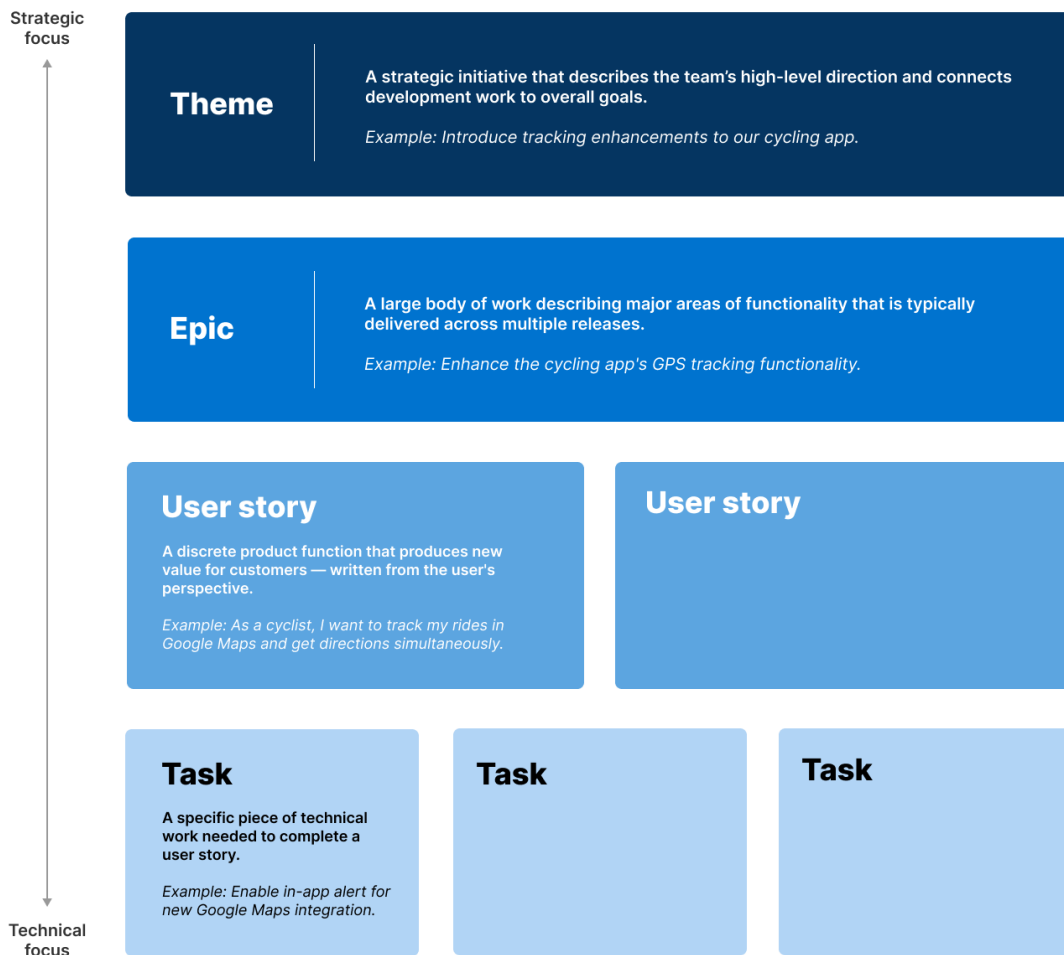 Strategic
focus
Theme
A strategic initiative that describes the team’s high-level direction and connects
development work to overall goals.
Example: Introduce tracking enhancements to our cycling app.
Epic
A large body of work describing major areas of functionality that is typically
delivered across multiple releases.
Example: Enhance the cycling app's GPS tracking functionality.
User story
A discrete product function that produces new
value for customers — written from the user's
perspective.
Example: As a cyclist, I want to track my rides in
Google Maps and get directions simultaneously.
User story
Task
A specific piece of technical
work needed to complete a
user story.
Example: Enable in-app alert for
new Google Maps integration.
Task
Task
Technical
focus